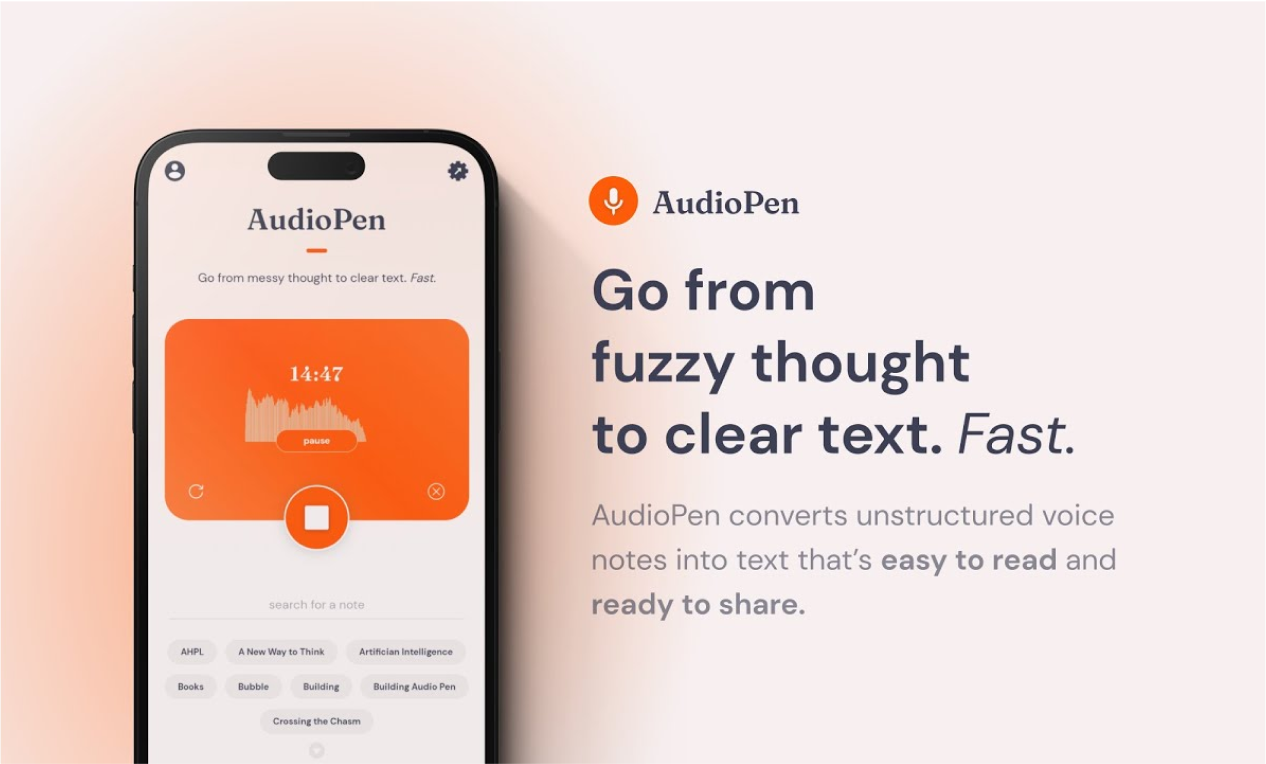 AudioPen
Go from messy thought to clear text. Fast.
14:47
pause
search for a note
AHPL
A New Way to Think
Artifician Intelligence
Books
Bubble
Building
Building Audio Pen
Crossing the Chasm
AudioPen
Go from
fuzzy thought
to clear text. Fast.
AudioPen converts unstructured voice
notes into text that’s easy to read and
ready to share.